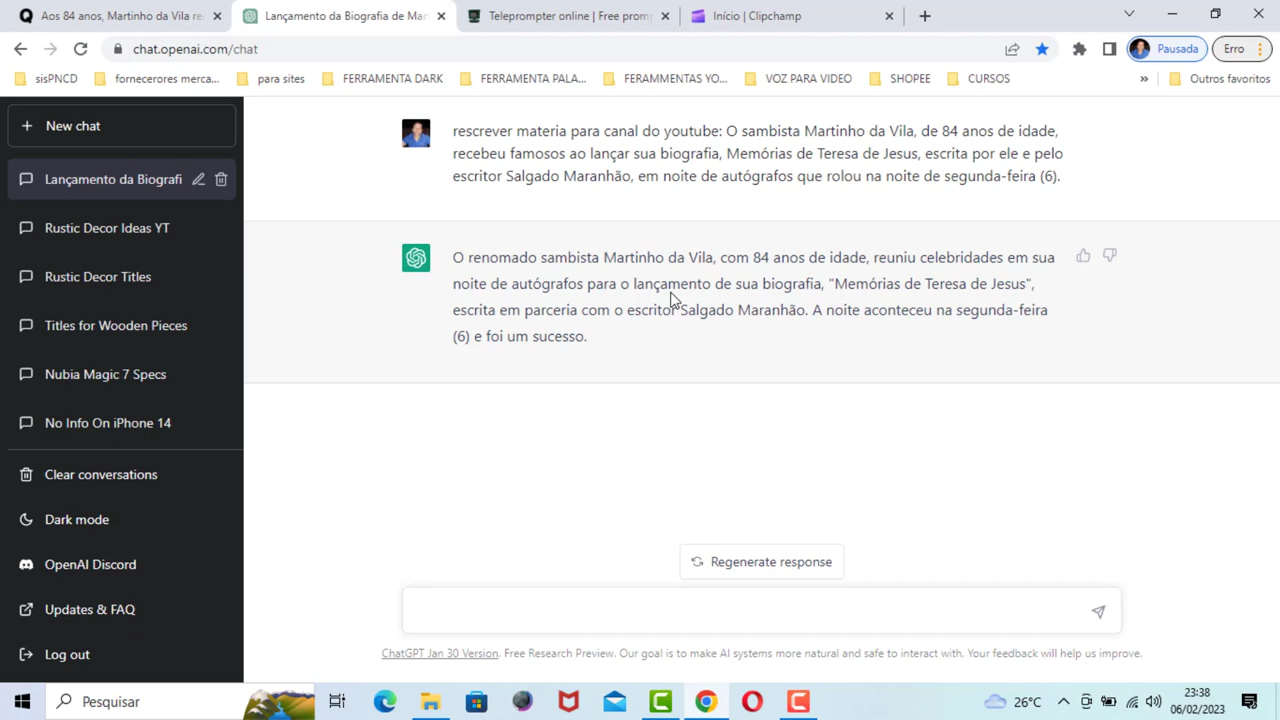 Aos 84 anos, Martinho da Vila re
Lançamento da Biografia de Mar
Teleprompter online | Free prom
Início | Clipchamp
chat.openai.com/chat
Pausada
Erro
sisPNCD
fornecerores merca...
para sites
FERRAMENTA DARK
FERRAMENTA PALA...
FERAMMENTAS YO...
VOZ PARA VIDEO
SHOPEE
CURSOS
»
Outros favoritos
New chat
Lançamento da Biografi
Rustic Decor Ideas YT
Rustic Decor Titles
Titles for Wooden Pieces
Nubia Magic 7 Specs
No Info On iPhone 14
Clear conversations
Dark mode
OpenAI Discord
Updates & FAQ
Log out
rescrever materia para canal do youtube: O sambista Martinho da Vila, de 84 anos de idade,
recebeu famosos ao lançar sua biografia, Memórias de Teresa de Jesus, escrita por ele e pelo
escritor Salgado Maranhão, em noite de autógrafos que rolou na noite de segunda-feira (6).
O renomado sambista Martinho da Vila, com 84 anos de idade, reuniu celebridades em sua
noite de autógrafos para o lançamento de sua biografia, "Memórias de Teresa de Jesus",
escrita em parceria com o escritor Salgado Maranhão. A noite aconteceu na segunda-feira
(6) e foi um sucesso.
Regenerate response
ChatGPT Jan 30 Version. Free Research Preview. Our goal is to make AI systems more natural and safe to interact with. Your feedback will help us improve.
Pesquisar
26°C
23:38
06/02/2023